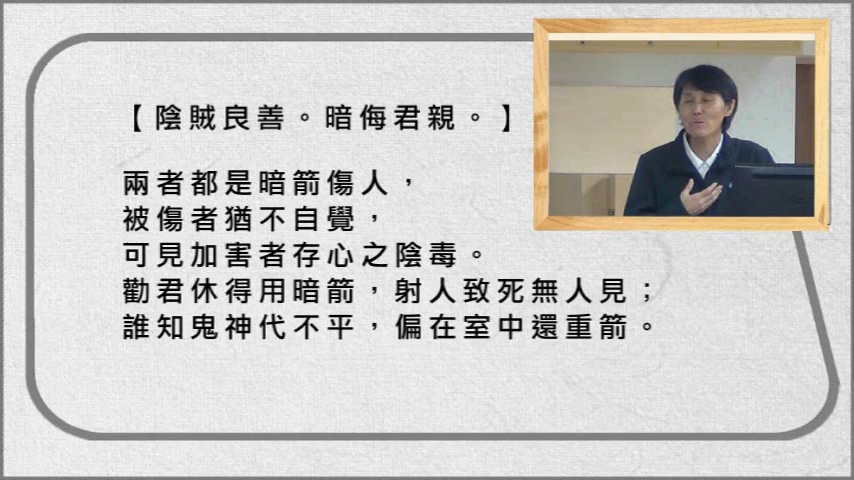 【陰賊良善。暗侮君親。】
兩者都是暗箭傷人，
被傷者猶不自覺，
可見加害者存心之陰毒。
勸君休得用暗箭，射人致死無人見；
誰知鬼神代不平，偏在室中還重箭。